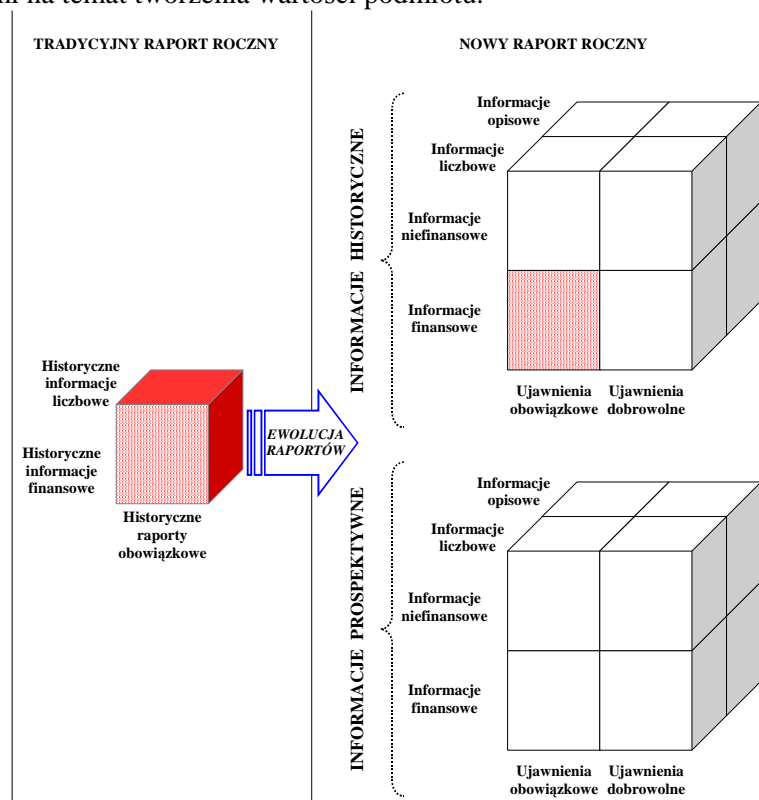 na temat tworzenia wartości podmiotu.
TRADYCYJNY RAPORT ROCZNY
Historyczne
informacje
liczbowe
Historyczne
informacje
finansowe
Historyczne
raporty
obowiązkowe
EWOLUCJA
RAPORTÓW
NOWY RAPORT ROCZNY
INFORMACJE HISTORYCZNE
Informacje
opisowe
Informacje
liczbowe
Informacje
niefinansowe
Informacje
finansowe
Ujawnienia Ujawnienia
obowiązkowe dobrowolne
INFORMACJE PROSPEKTYWNE
Informacje
opisowe
Informacje
liczbowe
Informacje
niefinansowe
Informacje
finansowe
Ujawnienia Ujawnienia
obowiązkowe dobrowolne